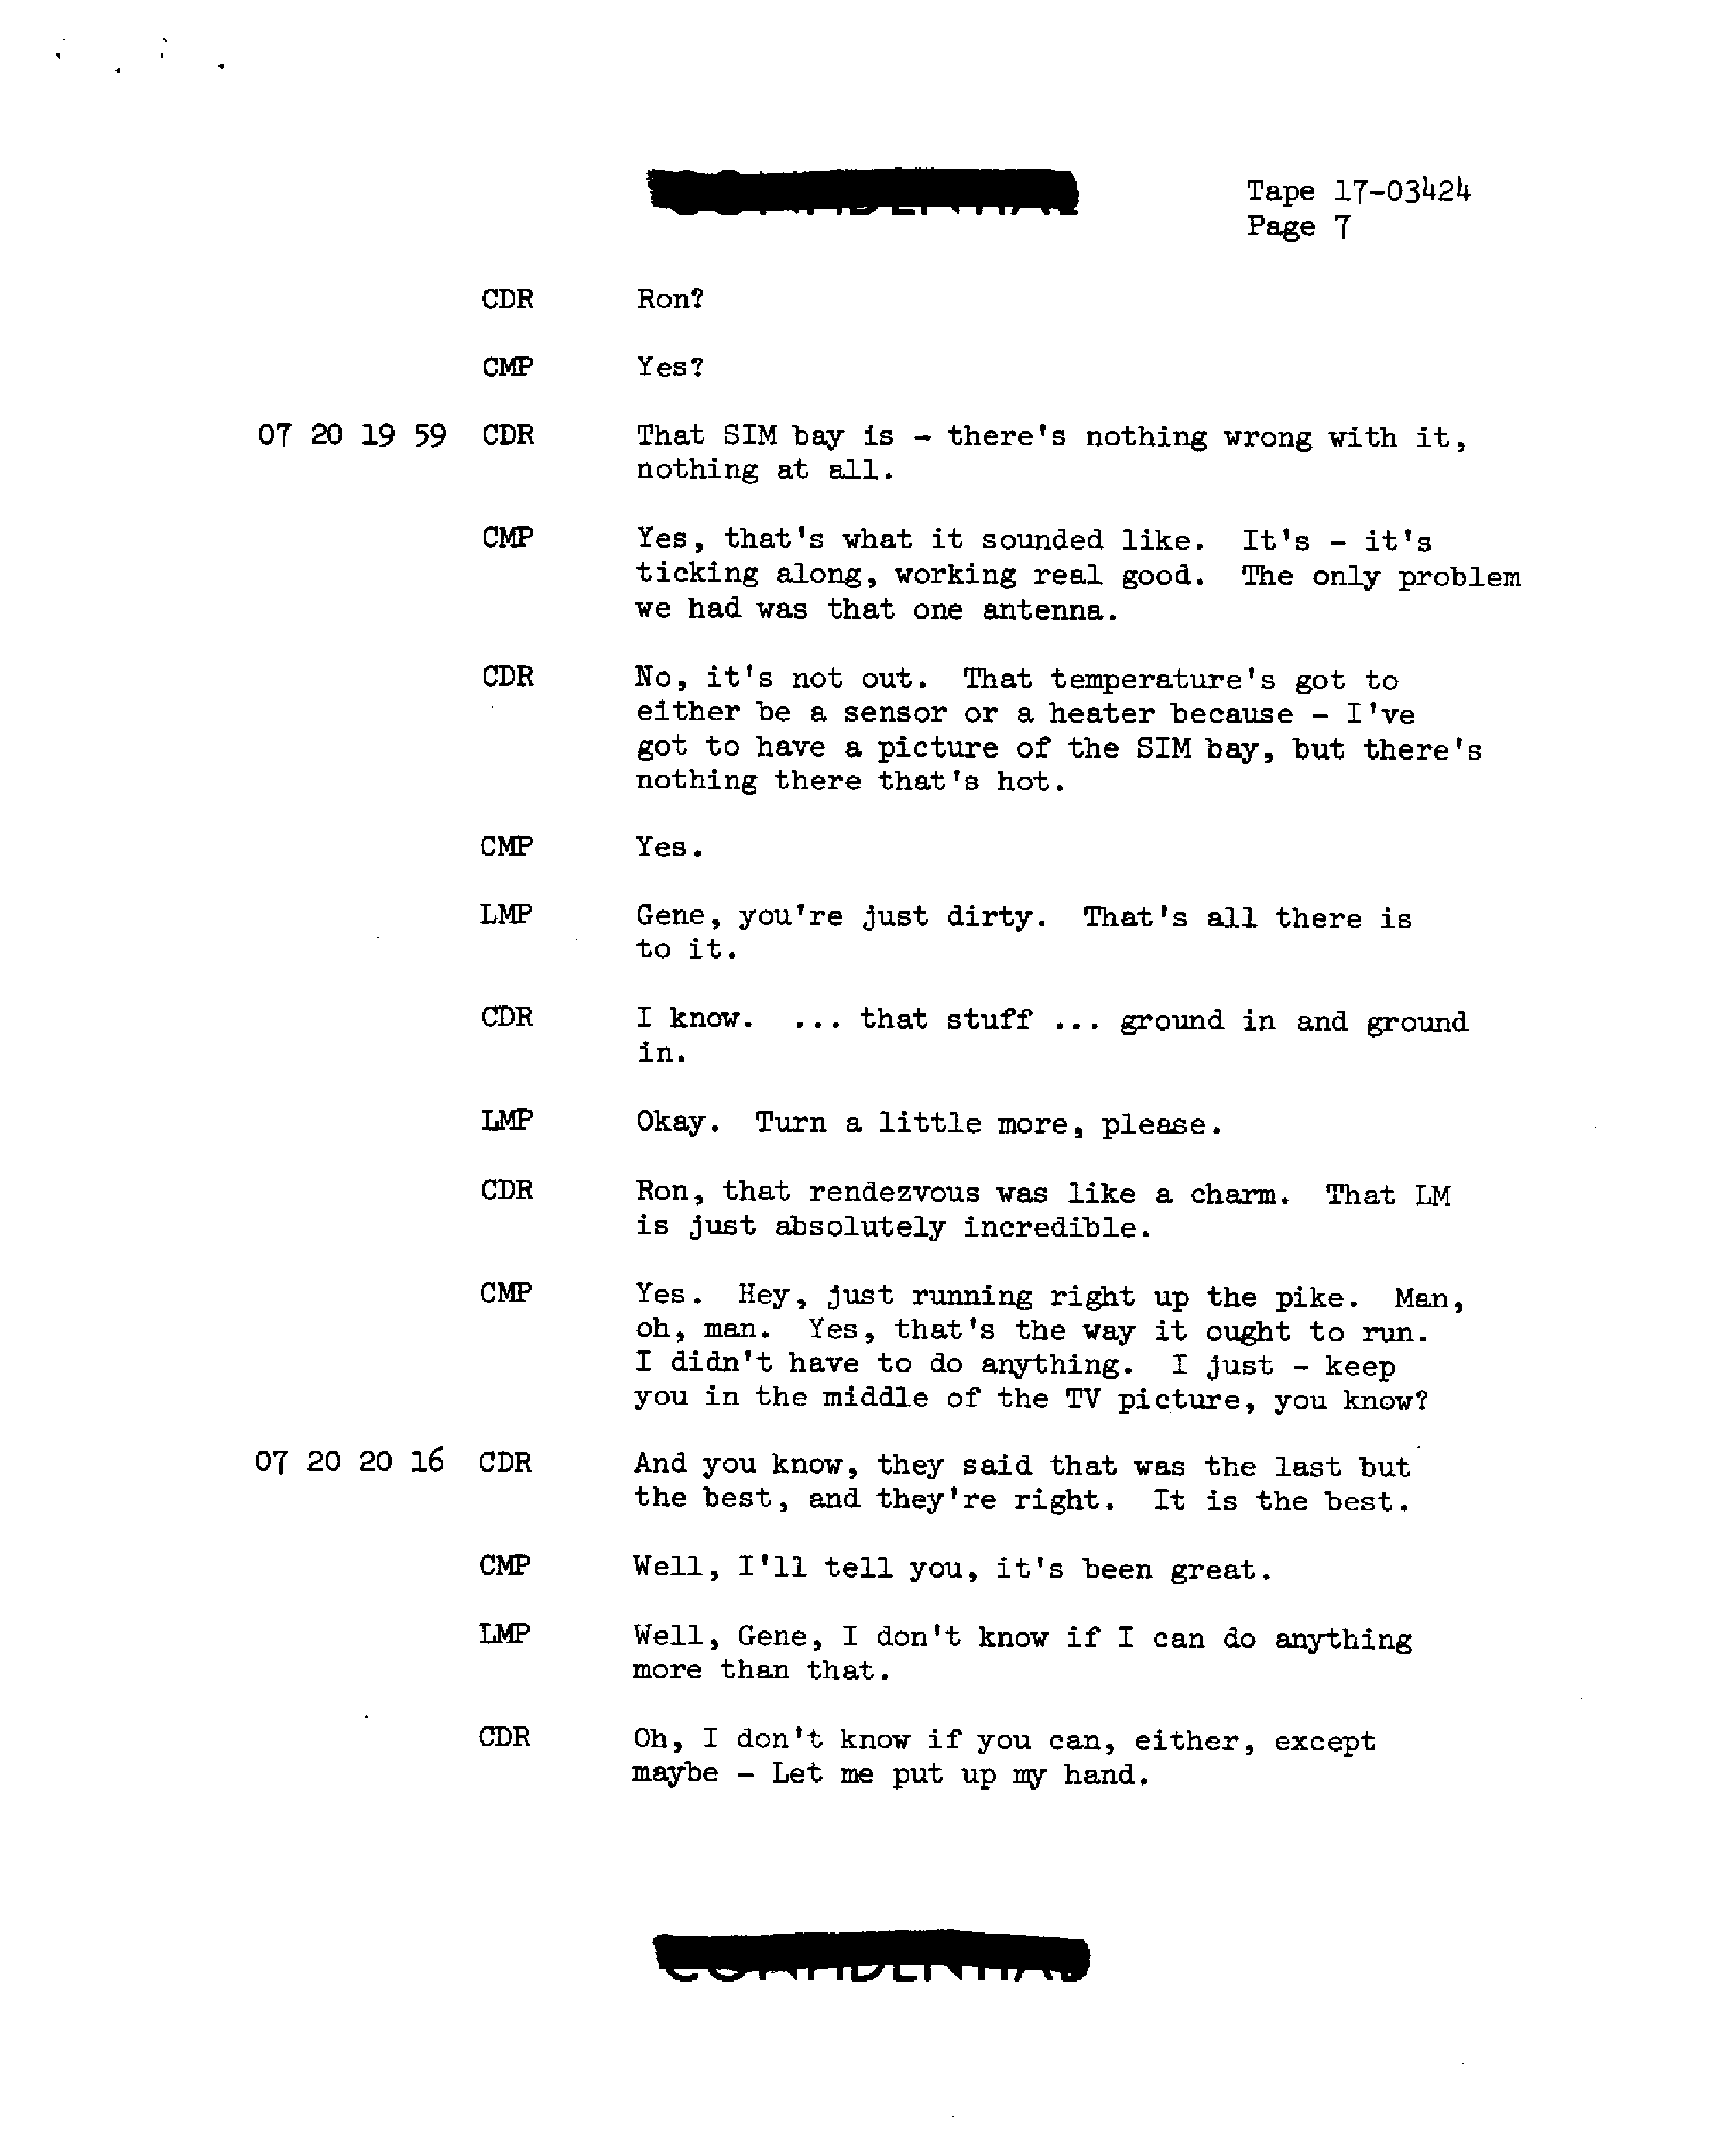 Tape 17-03424
Page 7
CDR Ron?
CMP Yes?
07 20 19 59 CDR That SIM bay is - there's nothing wrong with it,
nothing at all.
CMP Yes, that's what it sounded like. It's - it's
ticking along, working real good. The only problem
we had was that one antenna.
CDR No, it's not out. That temperature's got to
either be a sensor or a heater because - I've
got to have a picture of the SIM bay, but there's
nothing there that's hot.
CMP Yes.
LMP Gene, you're just dirty. That's all there is
to it.
CDR I know. ... that stuff ... ground in and ground
in.
LMP Okay. Turn a little more, please.
CDR Ron, that rendezvous was like a charm. That LM
is just absolutely incredible.
CMP Yes. Hey, just running right up the pike. Man,
oh, man. Yes, that's the way it ought to run.
I didn't have to do anything. I just - keep
you in the middle of the TV picture, you know?
07 20 20 16 CDR And you know, they said that was the last but
the best, and they're right. It is the best.
CMP Well, I'll tell you, it's been great.
LMP Well, Gene, I don't know if I can do anything
more than that.
CDR Oh, I don't know if you can, either, except
maybe - Let me put up my hand.